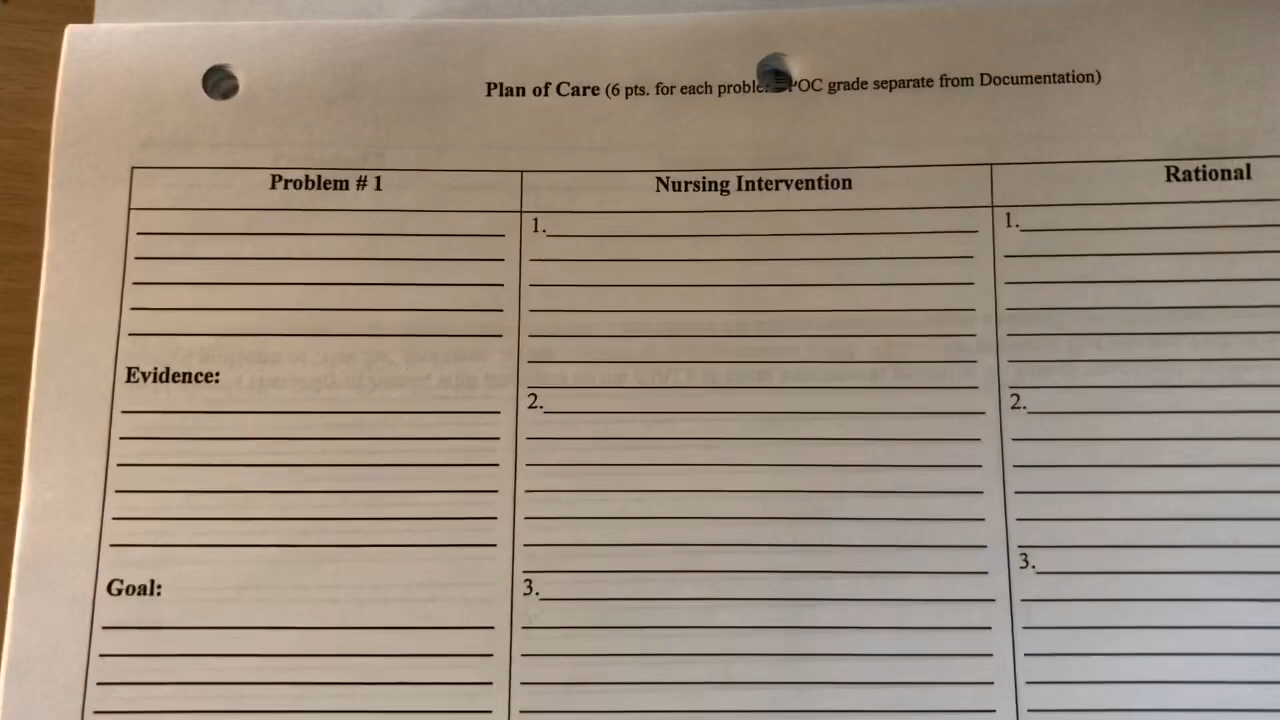 Plan of Care (6 pts. for each POC grade separate from Documentation)
Problem # 1 Nursing Intervention Rational
1. 1.
Evidence:
2. 2.
3.
Goal: 3.